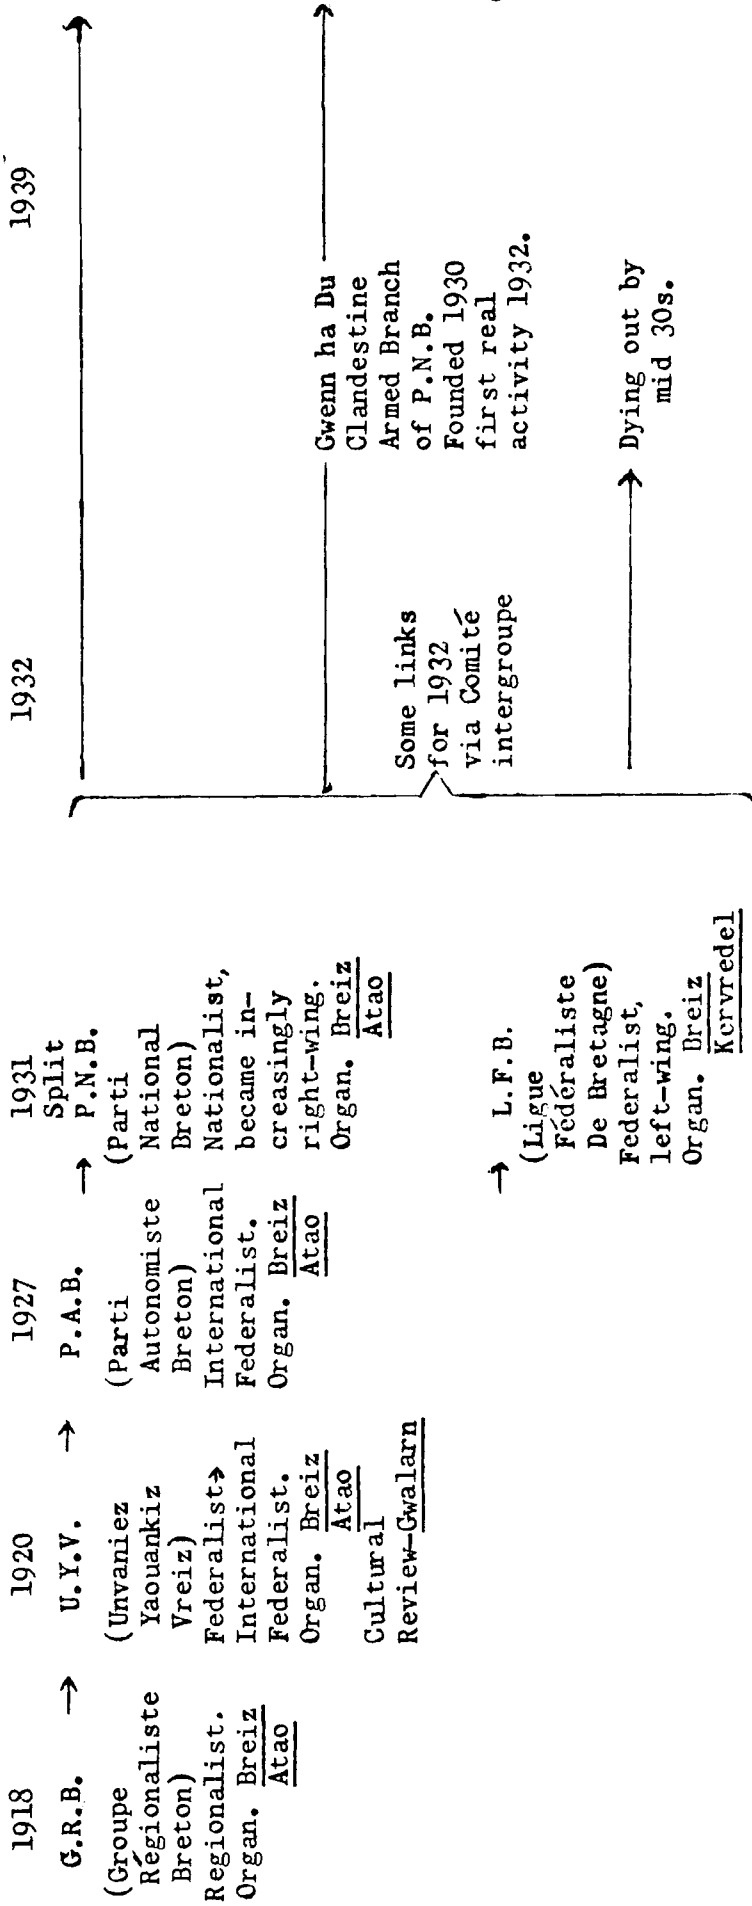 1918
G.R.B. →
(Groupe
Régionaliste
Breton)
Regionalist.
Organ. Breiz
Atao
1920
U.Y.V. →
(Unvaniez
Yaouankiz
Vreiz)
Federalist→
International
Federalist.
Organ. Breiz
Atao
Cultural
Review-Gwalarn
1927
P.A.B. →
(Parti
Autonomiste
Breton)
International
Federalist.
Organ. Breiz
Atao
1931
Split
P.N.B.
(Parti
National
Breton)
Nationalist,
became in-
creasingly
right-wing.
Organ. Breiz
Atao
→ L.F.B.
(Ligue
Fédéraliste
De Bretagne)
Federalist,
left-wing.
Organ. Breiz
Kervredel
1932
Some links
for 1932
via Comité
intergroupe
1939
Gwenn ha Du
Clandestine
Armed Branch
of P.N.B.
Founded 1930
first real
activity 1932.
Dying out by
mid 30s.